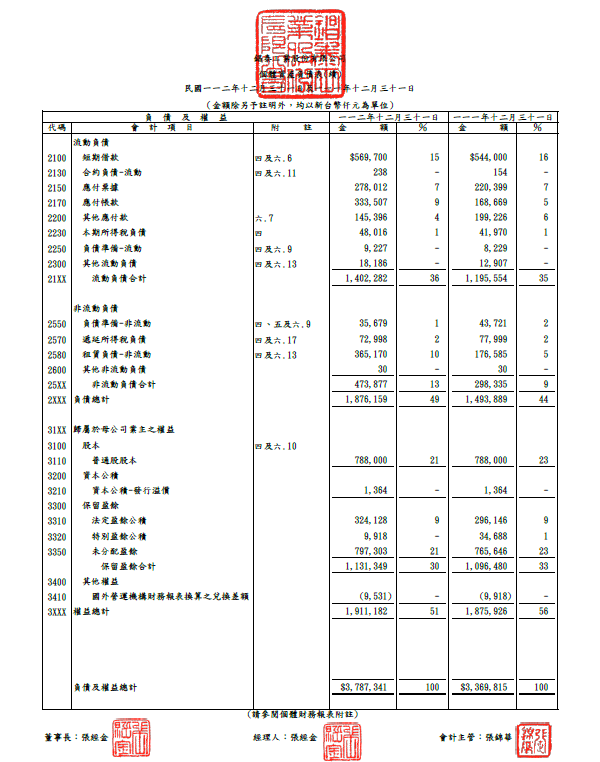 錩泰工業股份有限公司
個體資產負債表(續)
民國一一二年十二月三十一日及一一一年十二月三十一日
(金額除另予註明外，均以新台幣仟元為單位)
負債及權益 一一二年十二月三十一日 一一一年十二月三十一日
代碼 會計項目 附註 金額 % 金額 %
流動負債
2100 短期借款 四及六.6 $569,700 15 $544,000 16
2130 合約負債-流動 四及六.11 238 - 154 -
2150 應付票據 278,012 7 220,399 7
2170 應付帳款 333,507 9 168,669 5
2200 其他應付款 六.7 145,396 4 199,226 6
2230 本期所得稅負債 四 48,016 1 41,970 1
2250 負債準備-流動 四及六.9 9,227 - 8,229 -
2300 其他流動負債 四及六.13 18,186 - 12,907 -
21XX 流動負債合計 1,402,282 36 1,195,554 35
非流動負債
2550 負債準備-非流動 四、五及六.9 35,679 1 43,721 2
2570 遞延所得稅負債 四及六.17 72,998 2 77,999 2
2580 租賃負債-非流動 四及六.13 365,170 10 176,585 5
2600 其他非流動負債 30 - 30 -
25XX 非流動負債合計 473,877 13 298,335 9
2XXX 負債總計 1,876,159 49 1,493,889 44
31XX 歸屬於母公司業主之權益
3100 股本 四及六.10
3110 普通股股本 788,000 21 788,000 23
3200 資本公積
3210 資本公積-發行溢價 1,364 - 1,364 -
3300 保留盈餘
3310 法定盈餘公積 324,128 9 296,146 9
3320 特別盈餘公積 9,918 - 34,688 1
3350 未分配盈餘 797,303 21 765,646 23
保留盈餘合計 1,131,349 30 1,096,480 33
3400 其他權益
3410 國外營運機構財務報表換算之兌換差額 (9,531) - (9,918) -
3XXX 權益總計 1,911,182 51 1,875,926 56
負債及權益總計 $3,787,341 100 $3,369,815 100
(請參閱個體財務報表附註)
董事長：張經金 經理人：張經金 會計主管：張錦華